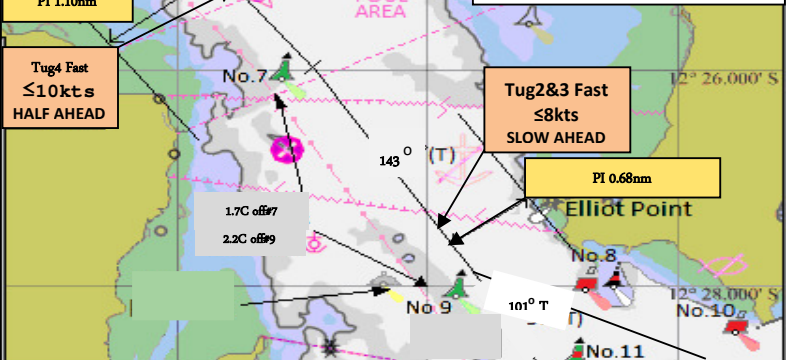 PI 1.10nm
AREA
Tug4 Fast
≤10kts
HALF AHEAD
No.7
12° 26.000' S
Tug2&3 Fast
≤8kts
SLOW AHEAD
143°
(T)
PI 0.68nm
1.7C off#7
2.2C off#9
Elliot Point
No.8
No 9
101° T
12° 28.000' S
No.10
T)
No.11